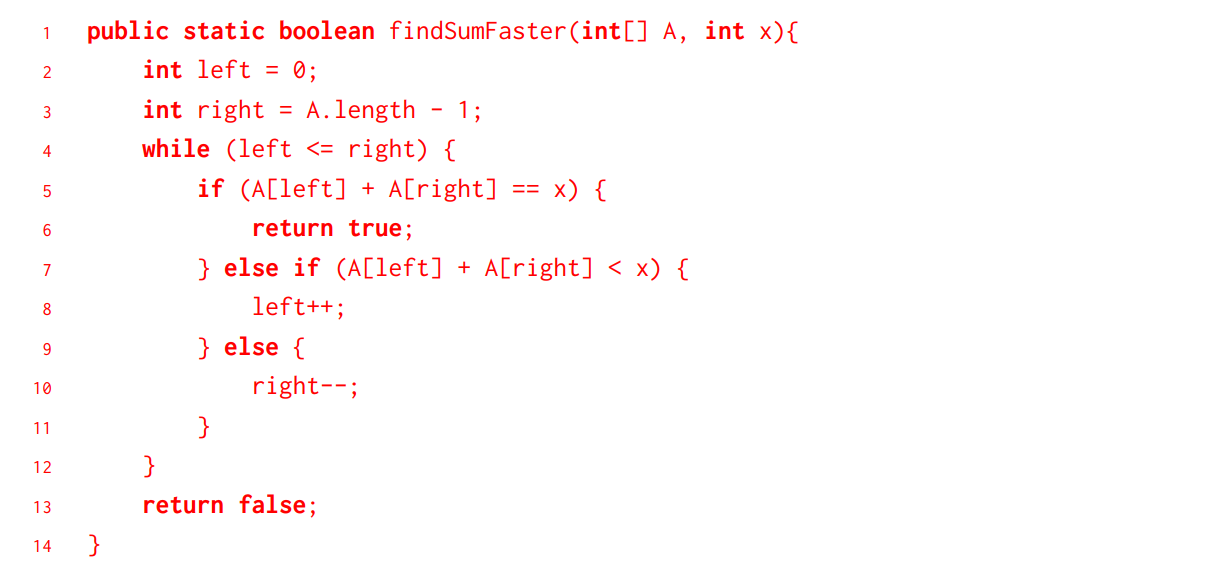 1 public static boolean findSumFaster(int[] A, int x){
2     int left = 0;
3     int right = A.length - 1;
4     while (left <= right) {
5         if (A[left] + A[right] == x) {
6             return true;
7         } else if (A[left] + A[right] < x) {
8             left++;
9         } else {
10             right--;
11         }
12     }
13     return false;
14 }